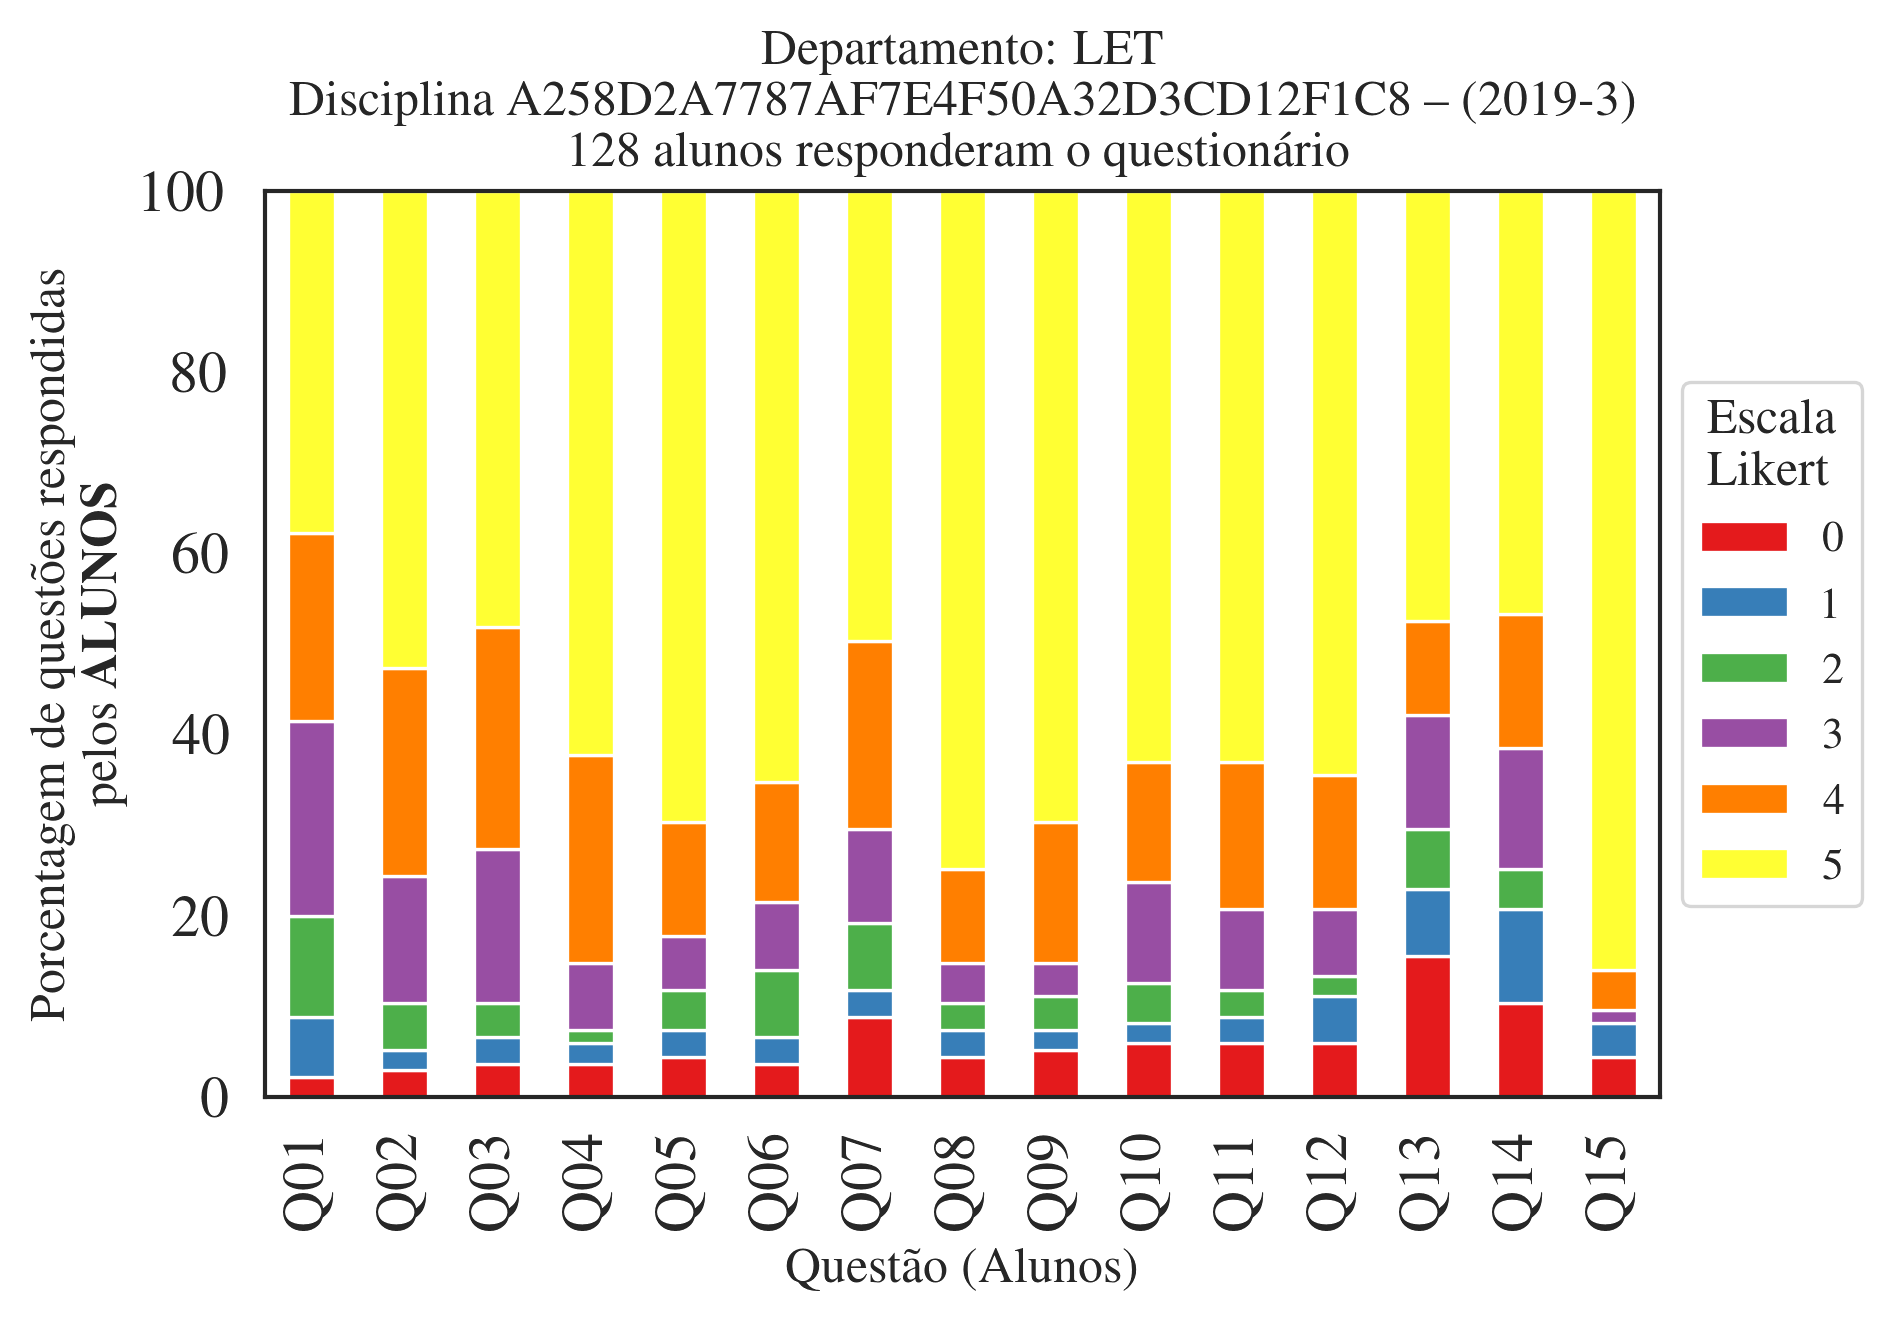 Departamento: LET
Disciplina A258D2A7787AF7E4F50A32D3CD12F1C8 – (2019-3)
128 alunos responderam o questionário
Porcentagem de questões respondidas
pelos ALUNOS
100
80
60
40
20
0
Q01 Q02 Q03 Q04 Q05 Q06 Q07 Q08 Q09 Q10 Q11 Q12 Q13 Q14 Q15
Questão (Alunos)
Escala
Likert
0
1
2
3
4
5